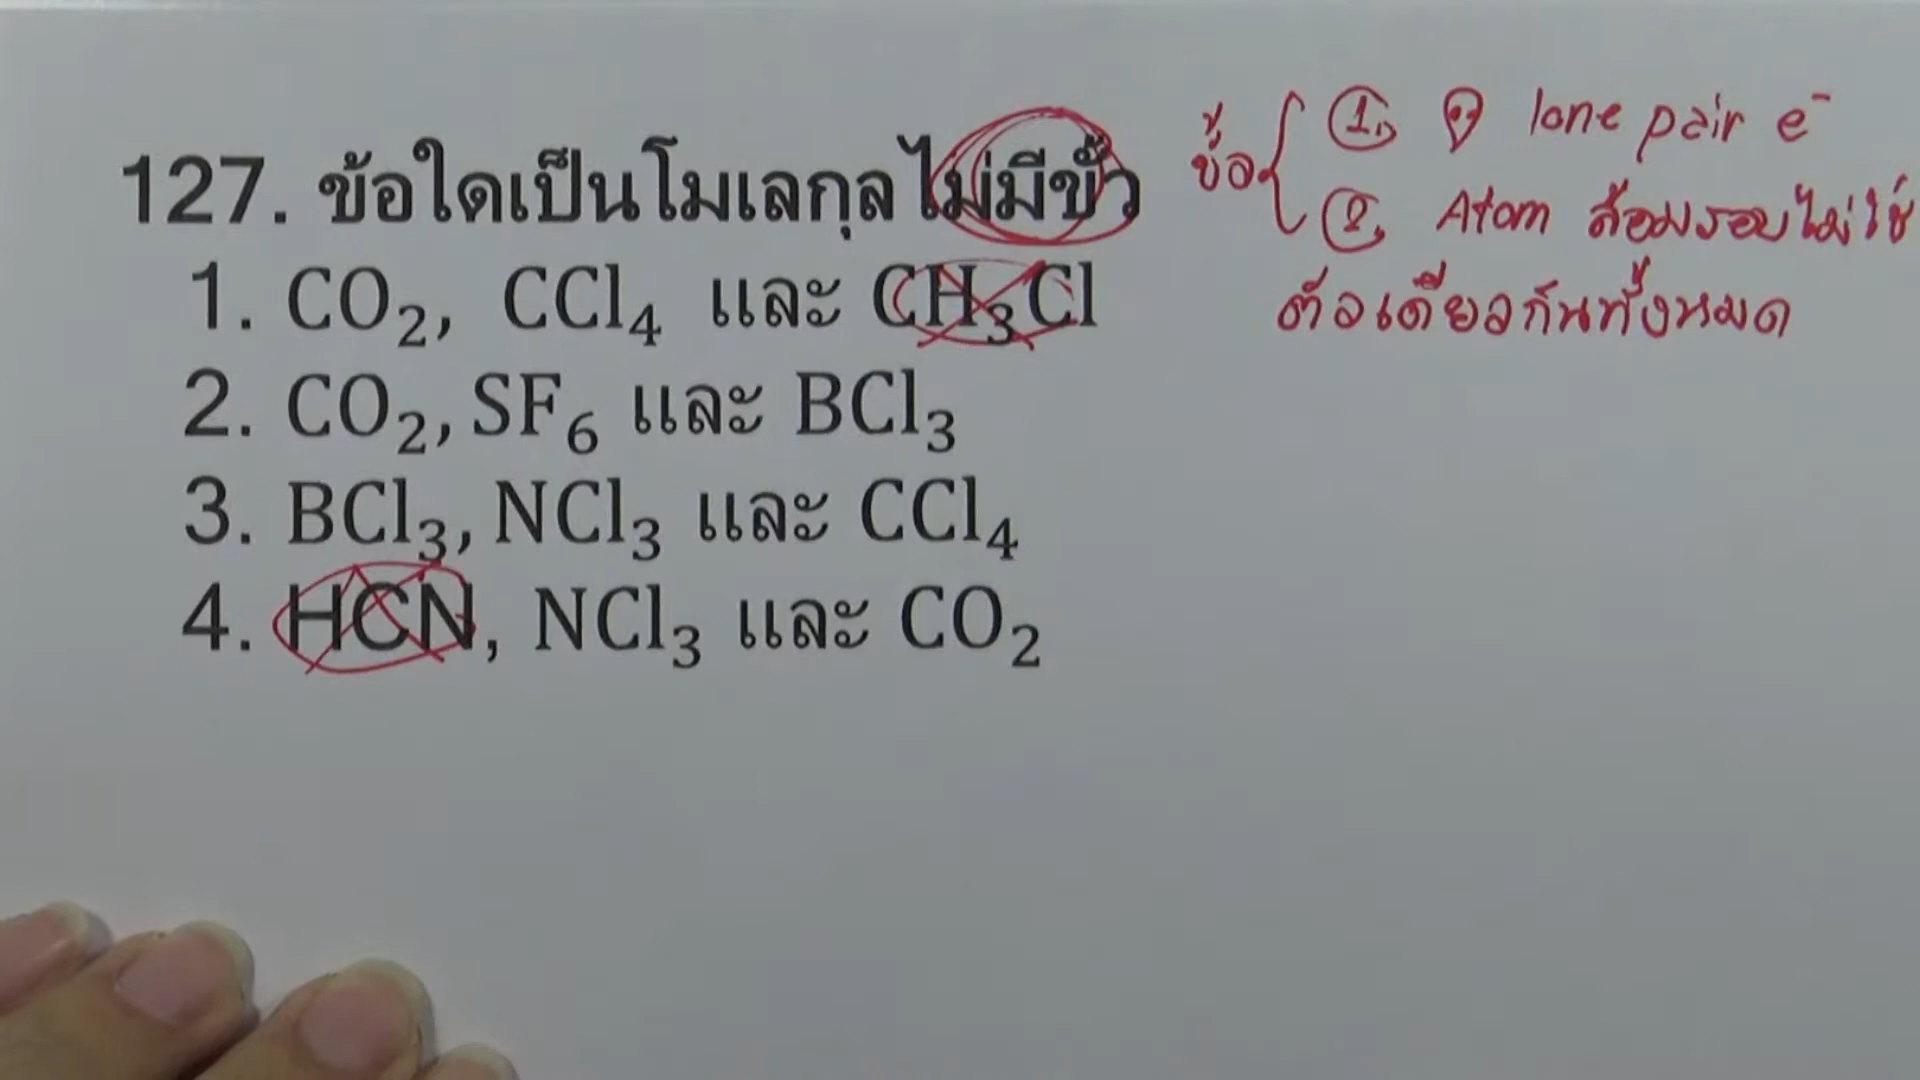 127. ข้อใดเป็นโมเลกุลไม่มีขั้ว
1. CO₂, CCl₄ และ CH₃Cl
2. CO₂, SF₆ และ BCl₃
3. BCl₃, NCl₃ และ CCl₄
4. HCN, NCl₃ และ CO₂
ขั้ว { 1. lone pair e⁻
2. Atom ล้อมรอบไม่ใช่
ตัวเดียวกันทั้งหมด